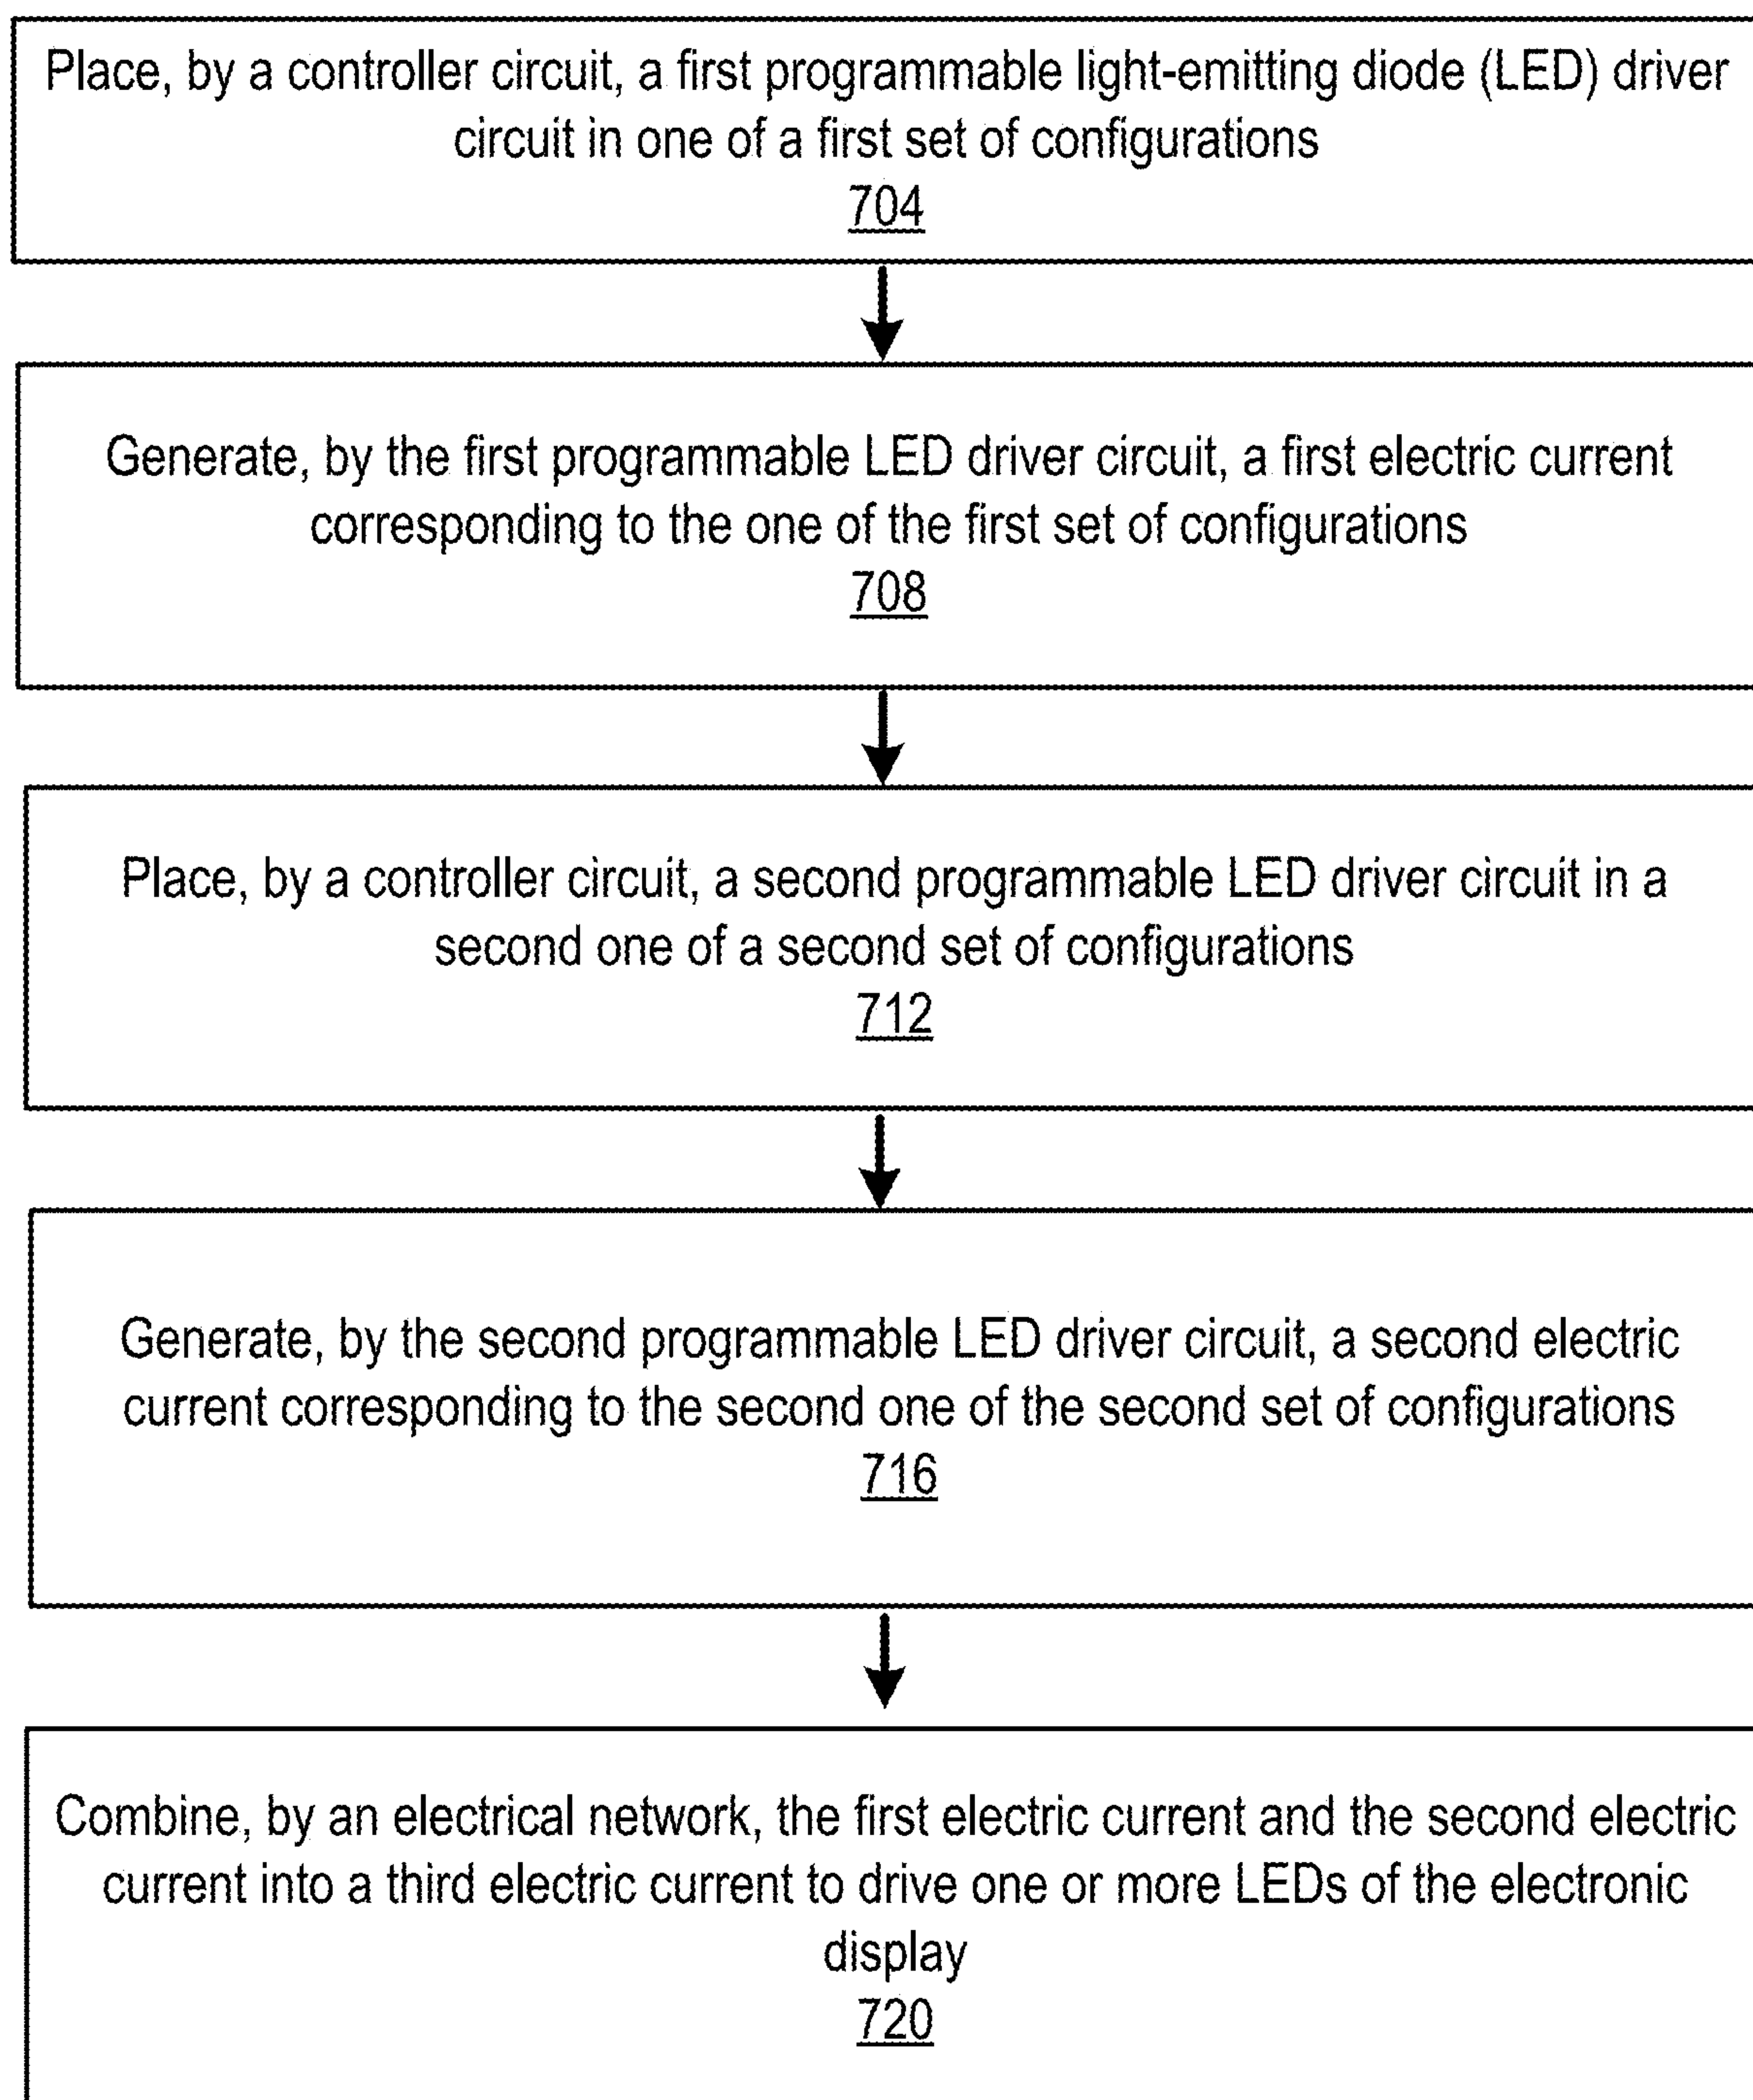 Place, by a controller circuit, a first programmable light-emitting diode (LED) driver
circuit in one of a first set of configurations
704
Generate, by the first programmable LED driver circuit, a first electric current
corresponding to the one of the first set of configurations
708
Place, by a controller circuit, a second programmable LED driver circuit in a
second one of a second set of configurations
712
Generate, by the second programmable LED driver circuit, a second electric
current corresponding to the second one of the second set of configurations
716
Combine, by an electrical network, the first electric current and the second electric
current into a third electric current to drive one or more LEDs of the electronic
display
720